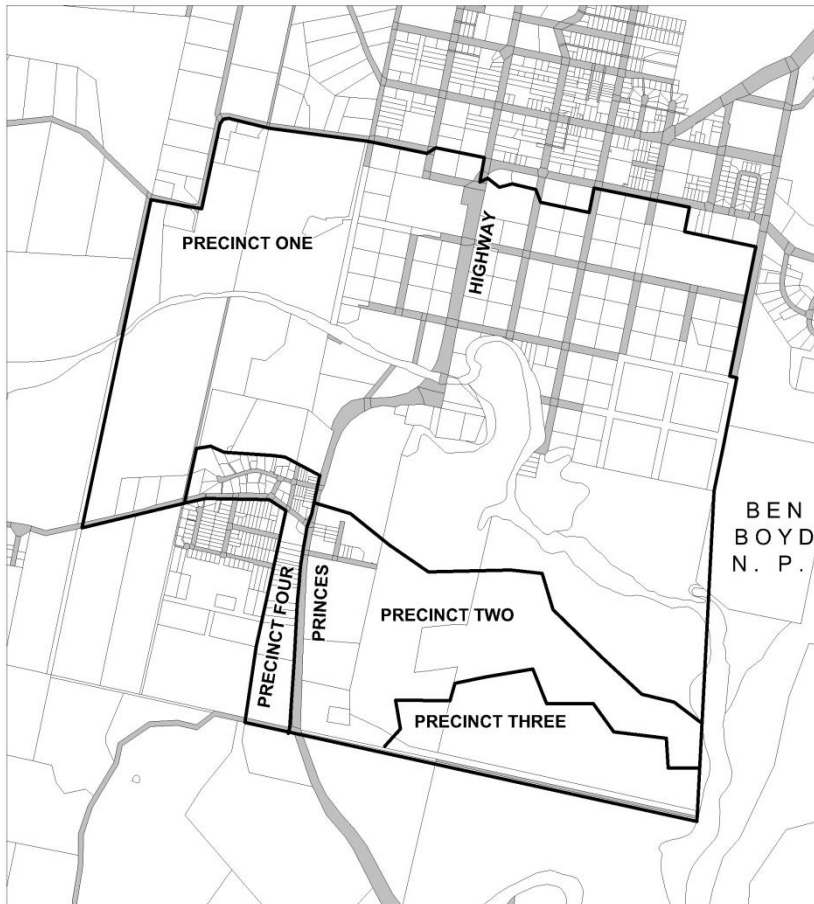 PRECINCT ONE
HIGHWAY
BEN
BOYD
N. P.
PRECINCT FOUR
PRINCES
PRECINCT TWO
PRECINCT THREE